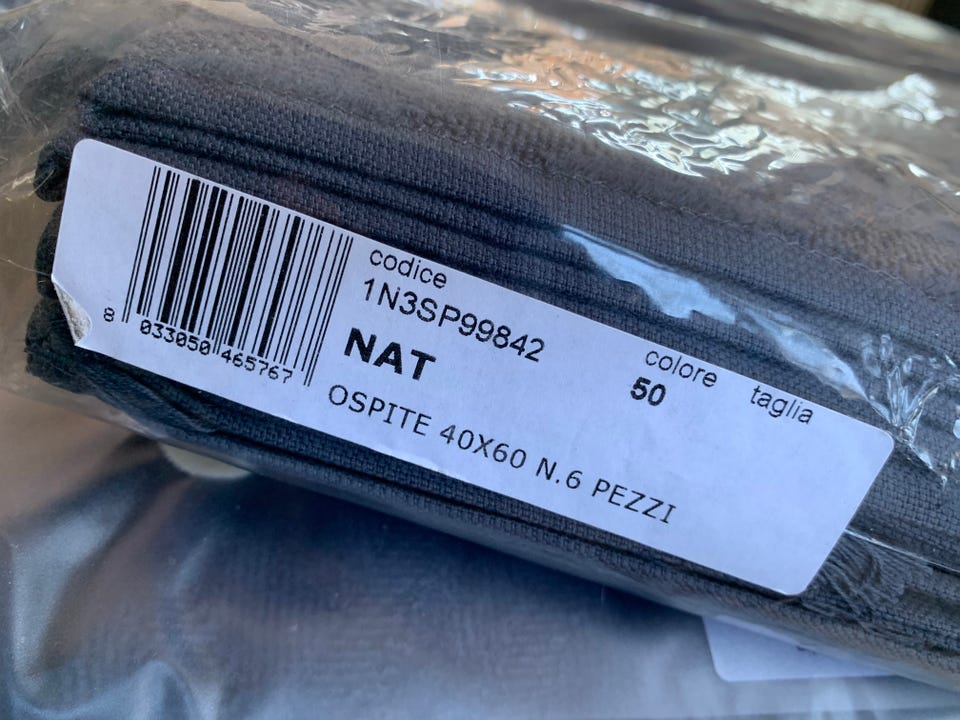 codice colore taglia
1N3SP99842 50
NAT
OSPITE 40X60 N.6 PEZZI
8 033050 465767